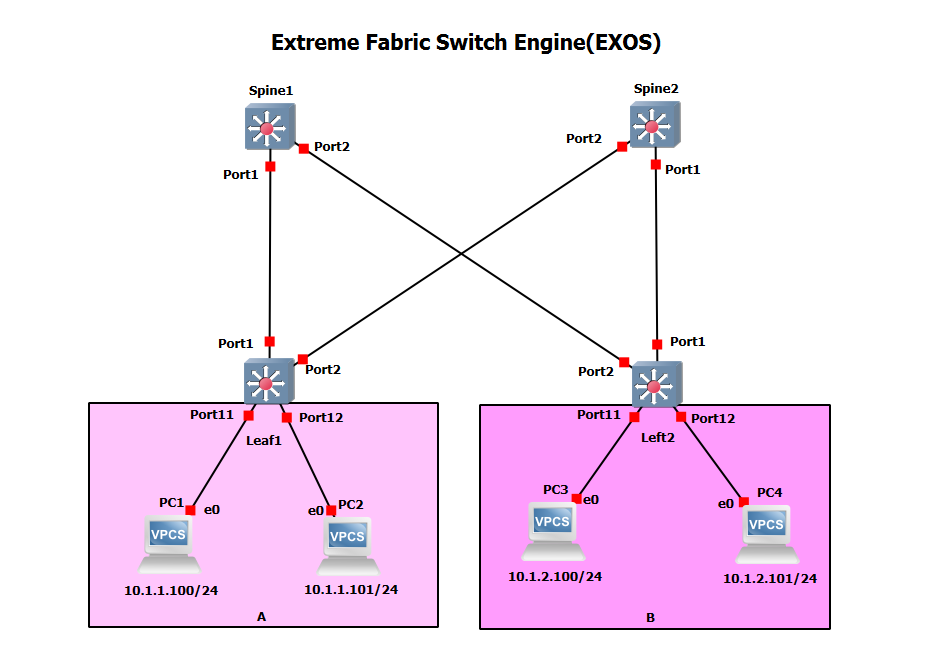 Extreme Fabric Switch Engine(EXOS)
Spine1
Spine2
Port2
Port2
Port1
Port1
Port1
Port1
Port2
Port2
Port11
Port12
Port11
Port12
Leaf1
Left2
PC1
e0
e0
PC2
PC3
e0
e0
PC4
VPCS
VPCS
VPCS
VPCS
10.1.1.100/24
10.1.1.101/24
10.1.2.100/24
10.1.2.101/24
A
B